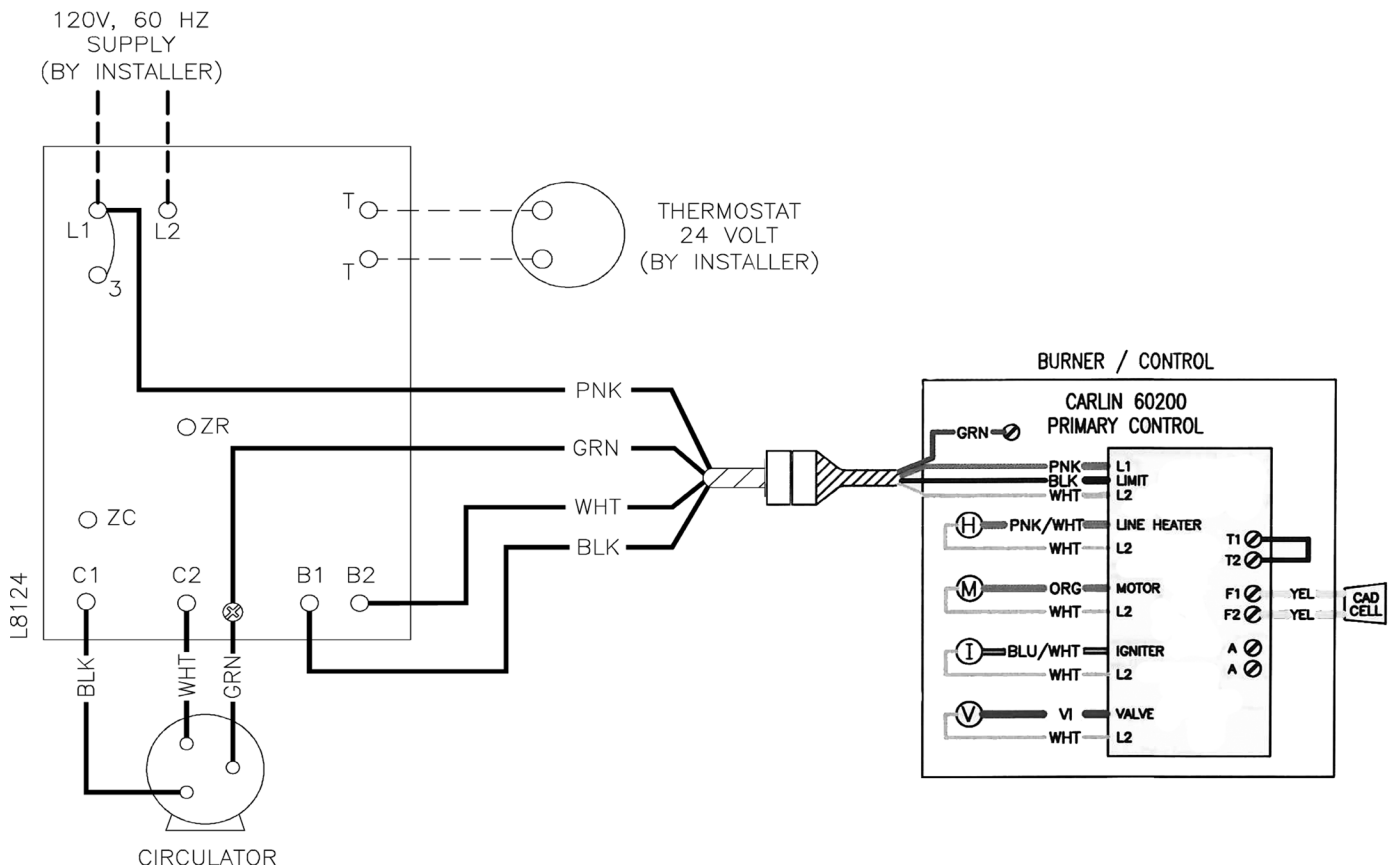 120V, 60 HZ
SUPPLY
(BY INSTALLER)
L1
L2
3
T
T
THERMOSTAT
24 VOLT
(BY INSTALLER)
ZR
ZC
C1
C2
B1
B2
L8124
BLK
WHT
GRN
CIRCULATOR
PNK
GRN
WHT
BLK
BURNER / CONTROL
CARLIN 60200
PRIMARY CONTROL
GRN
PNK L1
BLK LIMIT
WHT L2
H PNK/WHT LINE HEATER
WHT L2
M ORG MOTOR
WHT L2
I BLU/WHT IGNITER
WHT L2
V VI VALVE
WHT L2
T1
T2
F1 YEL
F2 YEL
CAD
CELL
A
A